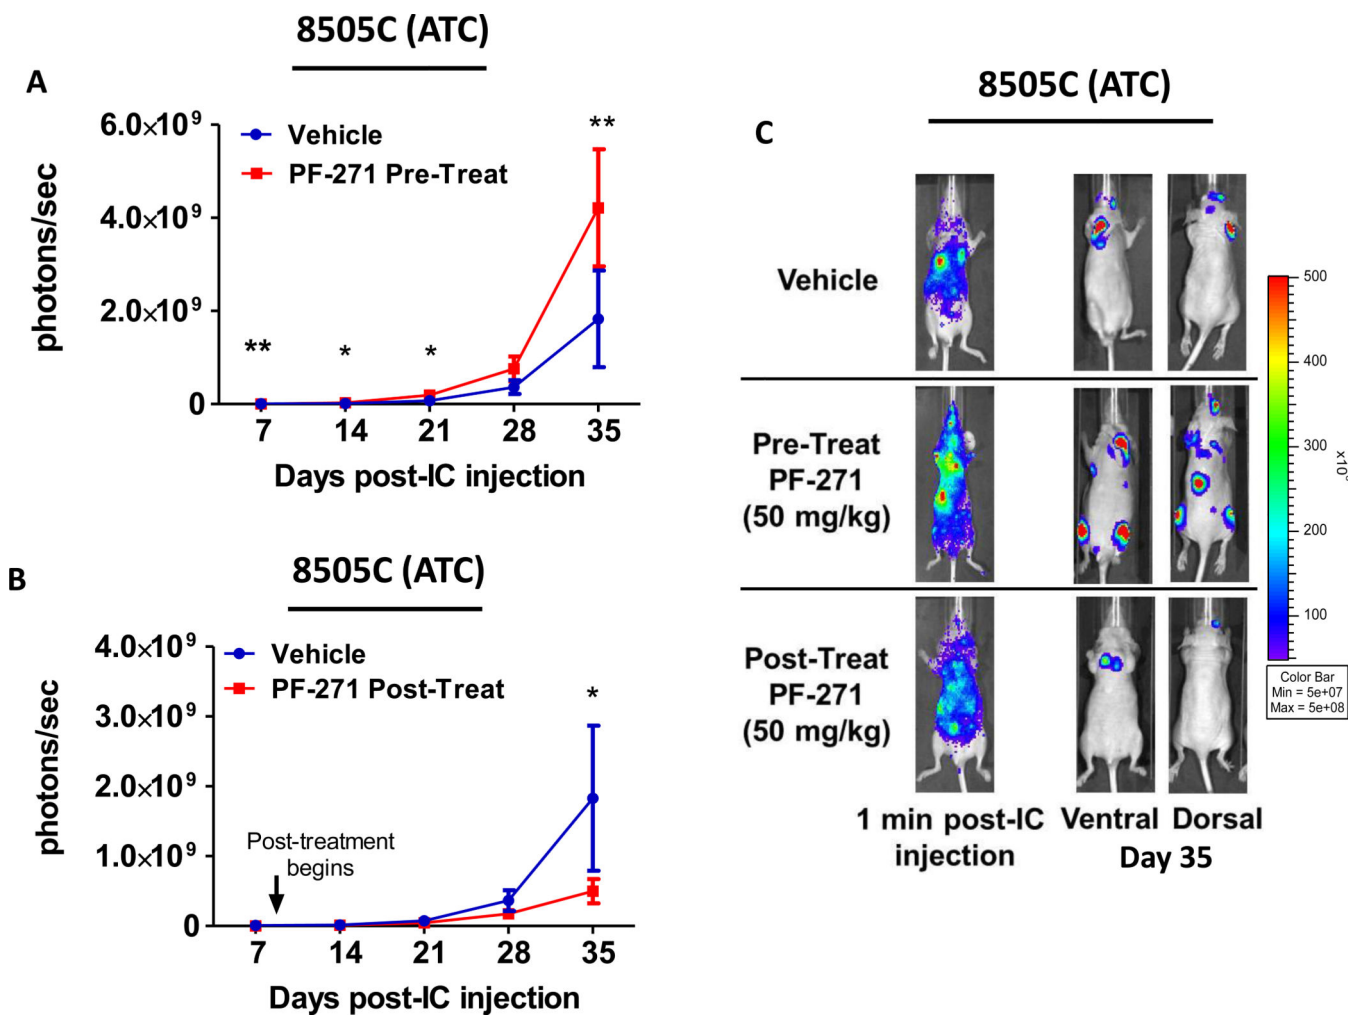 8505C (ATC)
A
6.0×10⁹
4.0×10⁹
2.0×10⁹
0
photons/sec
Vehicle
PF-271 Pre-Treat
**
*
*
**
7 14 21 28 35
Days post-IC injection
8505C (ATC)
B
4.0×10⁹
3.0×10⁹
2.0×10⁹
1.0×10⁹
0
photons/sec
Vehicle
PF-271 Post-Treat
*
Post-treatment
begins
7 14 21 28 35
Days post-IC injection
8505C (ATC)
C
Vehicle
Pre-Treat
PF-271
(50 mg/kg)
Post-Treat
PF-271
(50 mg/kg)
1 min post-IC
injection
Ventral Dorsal
Day 35
500
400
300
200
100
Color Bar
Min = 5e+07
Max = 5e+08